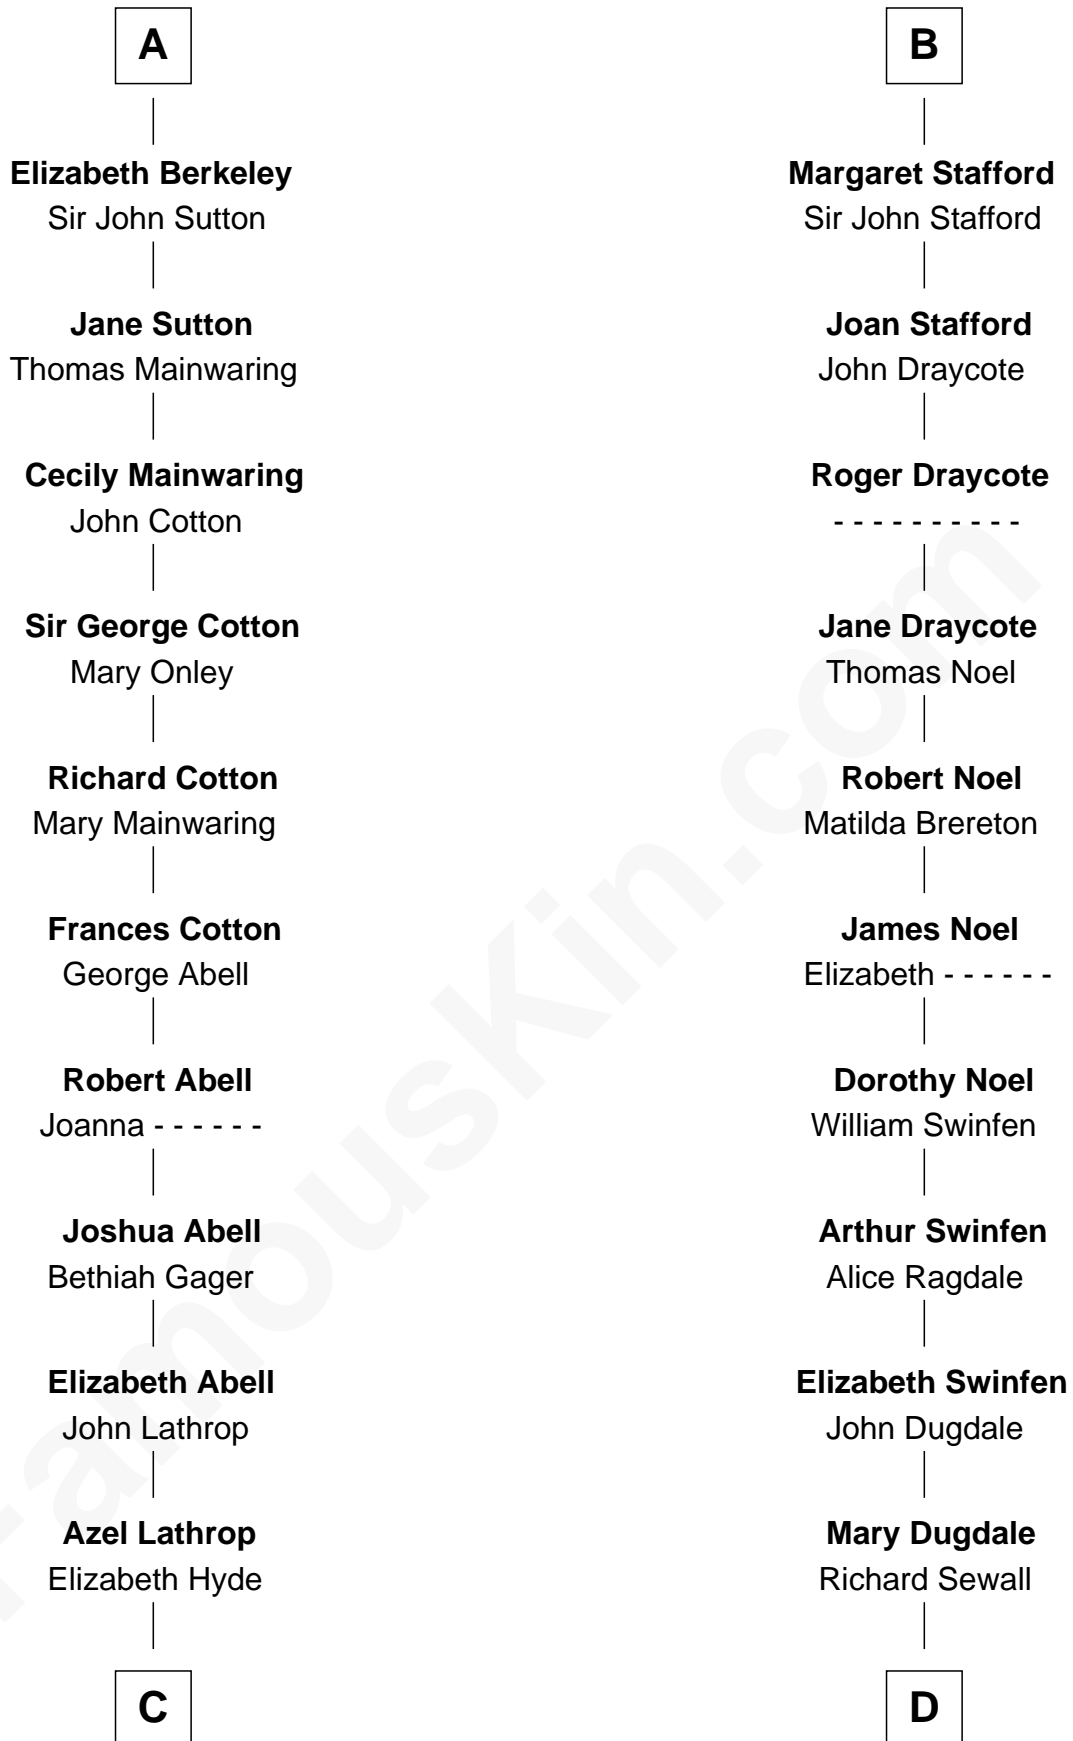 A
Elizabeth Berkeley
Sir John Sutton
Jane Sutton
Thomas Mainwaring
Cecily Mainwaring
John Cotton
Sir George Cotton
Mary Onley
Richard Cotton
Mary Mainwaring
Frances Cotton
George Abell
Robert Abell
Joanna - - - - - -
Joshua Abell
Bethiah Gager
Elizabeth Abell
John Lathrop
Azel Lathrop
Elizabeth Hyde
C
B
Margaret Stafford
Sir John Stafford
Joan Stafford
John Draycote
Roger Draycote
- - - - - - - - - -
Jane Draycote
Thomas Noel
Robert Noel
Matilda Brereton
James Noel
Elizabeth - - - - - -
Dorothy Noel
William Swinfen
Arthur Swinfen
Alice Ragdale
Elizabeth Swinfen
John Dugdale
Mary Dugdale
Richard Sewall
D
FamousKin.com